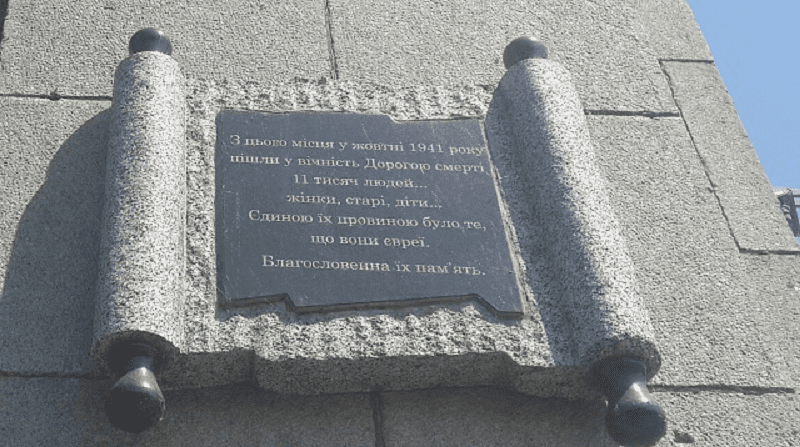 З цього місця у жовтні 1941 року
пішли у вічність Дорогою смерті
11 тисяч людей...
жінки, старі, діти...
Єдиною їх провиною було те,
що вони євреї.
Благословенна їх пам'ять.